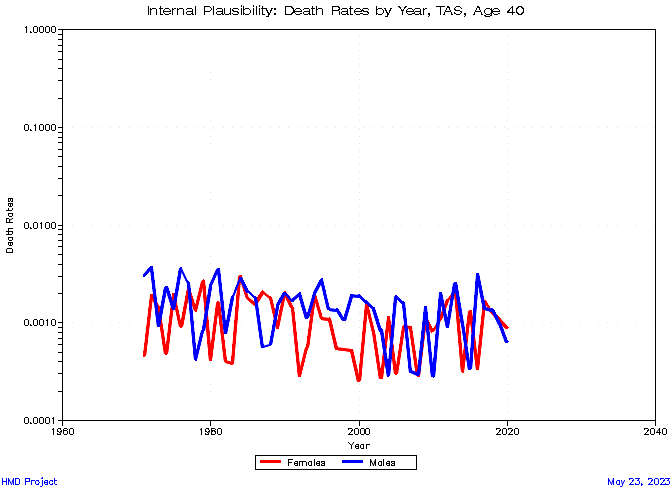 Internal Plausibility: Death Rates by Year, TAS, Age 40
1.0000
0.1000
0.0100
0.0010
0.0001
Death Rates
1960
1980
2000
2020
2040
Year
Females
Males
HMD Project
May 23, 2023